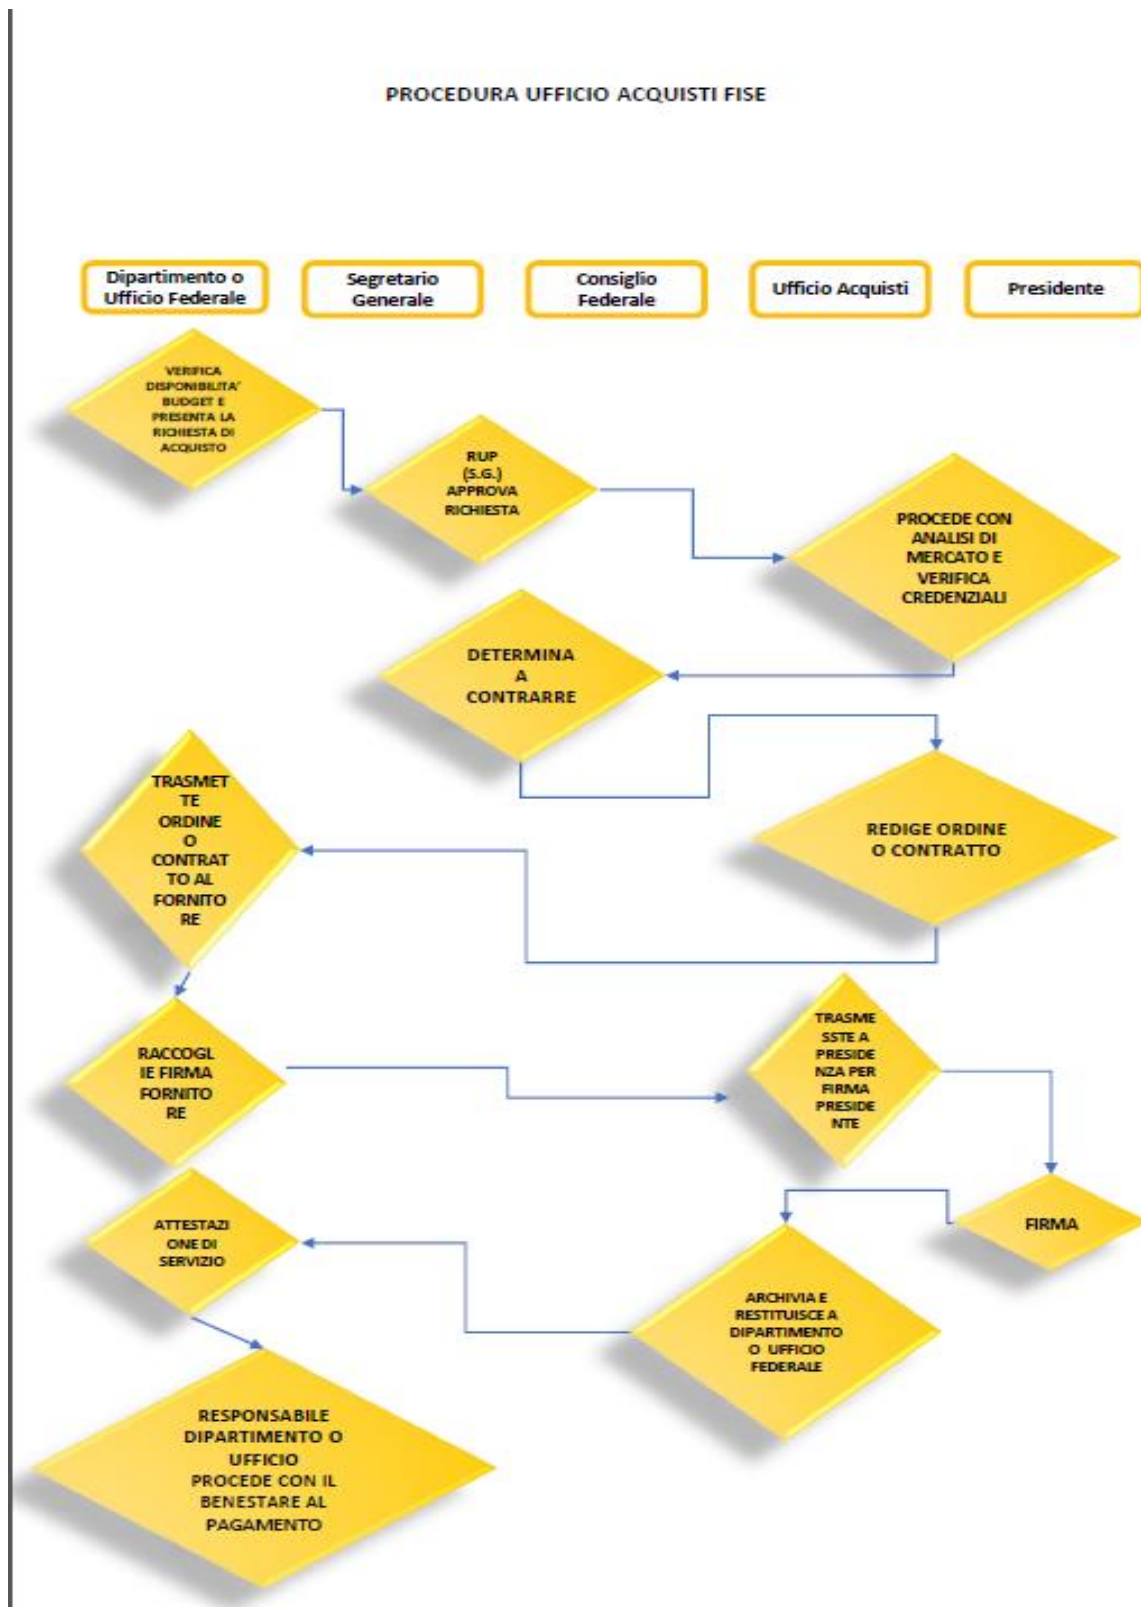 PROCEDURA UFFICIO ACQUISTI FISE
Dipartimento o
Ufficio Federale
Segretario
Generale
Consiglio
Federale
Ufficio Acquisti
Presidente
VERIFICA
DISPONIBILITA'
BUDGET E
PRESENTA LA
RICHIESTA DI
ACQUISTO
RUP
(S.G.)
APPROVA
RICHIESTA
PROCEDE CON
ANALISI DI
MERCATO E
VERIFICA
CREDENZIALI
DETERMINA
A
CONTRARRE
REDIGE ORDINE
O CONTRATTO
TRASMET
TE
ORDINE
O
CONTRAT
TO AL
FORNITO
RE
RACCOGL
IE FIRMA
FORNITO
RE
TRASME
SSTE A
PRESIDE
NZA PER
FIRMA
PRESIDE
NTE
FIRMA
ARCHIVIA E
RESTITUISCE A
DIPARTIMENTO
O UFFICIO
FEDERALE
ATTESTAZI
ONE DI
SERVIZIO
RESPONSABILE
DIPARTIMENTO O
UFFICIO
PROCEDE CON IL
BENESTARE AL
PAGAMENTO